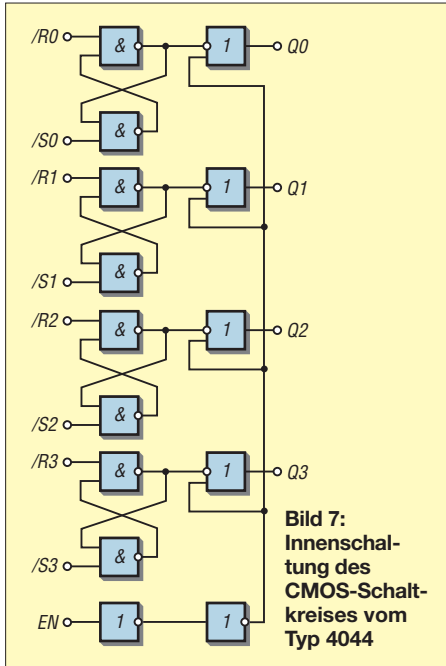 /R0 & 1 Q0
/S0 &
/R1 & 1 Q1
/S1 &
/R2 & 1 Q2
/S2 &
/R3 & 1 Q3
/S3 &
EN 1 1
Bild 7:
Innenschal-
tung des
CMOS-Schalt-
kreises vom
Typ 4044